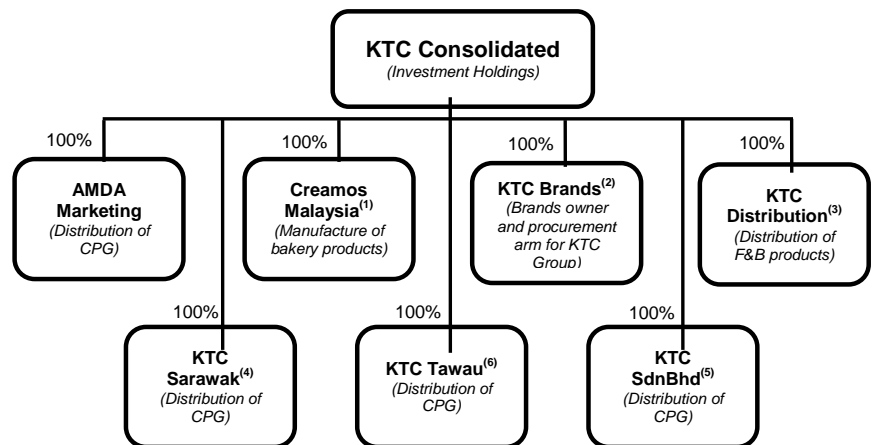 KTC Consolidated
(Investment Holdings)
100%
100%
100%
100%
AMDA
Marketing
(Distribution of
CPG)
Creamos
Malaysia(1)
(Manufacture of
bakery products)
KTC Brands(2)
(Brands owner
and procurement
arm for KTC
Group)
KTC
Distribution(3)
(Distribution of
F&B products)
100%
100%
100%
KTC
Sarawak(4)
(Distribution of
CPG)
KTC Tawau(6)
(Distribution of
CPG)
KTC
SdnBhd(5)
(Distribution of
CPG)